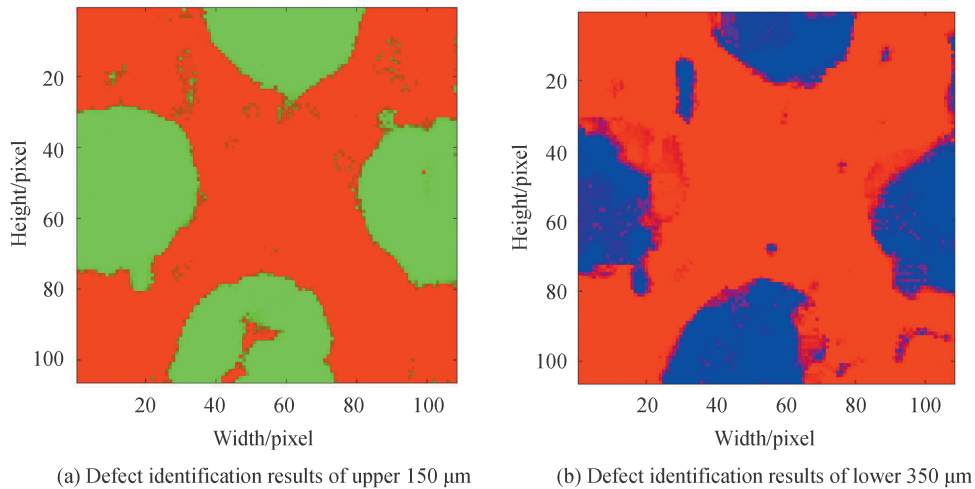 20
40
60
80
100
Height/pixel
20 40 60 80 100
Width/pixel
(a) Defect identification results of upper 150 μm
20
40
60
80
100
Height/pixel
20 40 60 80 100
Width/pixel
(b) Defect identification results of lower 350 μm